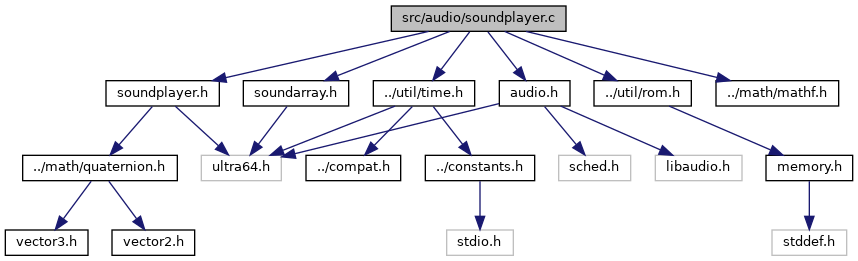 src/audio/soundplayer.c
soundplayer.h
soundarray.h
../util/time.h
audio.h
../util/rom.h
../math/mathf.h
../math/quaternion.h
ultra64.h
../compat.h
../constants.h
sched.h
libaudio.h
memory.h
vector3.h
vector2.h
stdio.h
stddef.h